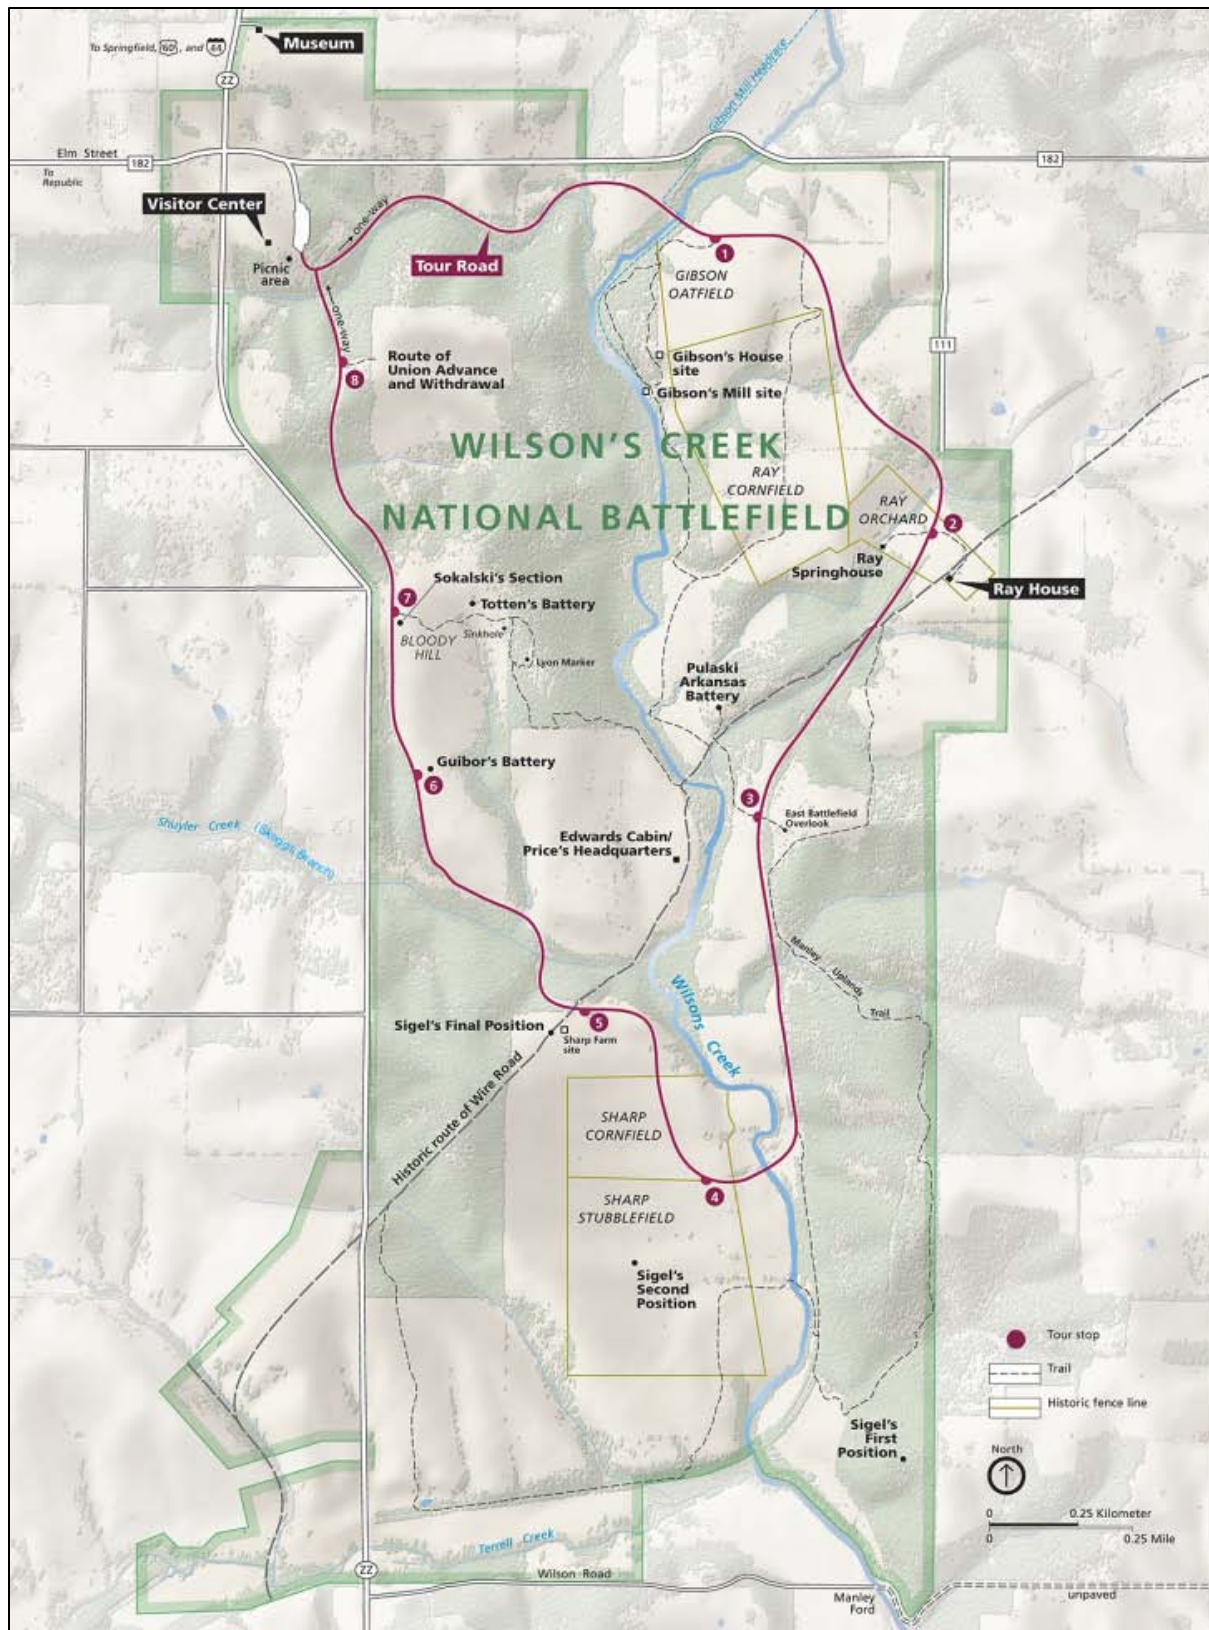 To Springfield, 60, and 44
Museum
22
Gibson Mill Headrace
Elm Street
182
182
To
Republic
Visitor Center
one-way
Tour Road
Picnic
area
1
GIBSON
OATFIELD
one-way
111
Route of
Union Advance
and Withdrawal
8
Gibson's House
site
Gibson's Mill site
WILSON'S CREEK
NATIONAL BATTLEFIELD
RAY
CORNFIELD
RAY
ORCHARD
2
Ray
Springhouse
Ray House
Sokalski's Section
7
Totten's Battery
BLOODY
HILL
Sinkhole
Lyon Marker
Pulaski
Arkansas
Battery
Guibor's Battery
6
3
East Battlefield
Overlook
Shuyler Creek (Skeggs Branch)
Edwards Cabin/
Price's Headquarters
Manley Uplands
Trail
Wilsons Creek
Sigel's Final Position
5
Sharp Farm
site
Historic route of Wire Road
SHARP
CORNFIELD
4
SHARP
STUBBLEFIELD
Sigel's
Second
Position
Tour stop
Trail
Historic fence line
Sigel's
First
Position
North
0 0.25 Kilometer
0 0.25 Mile
Terrell Creek
22
Wilson Road
Manley
Ford
unpaved